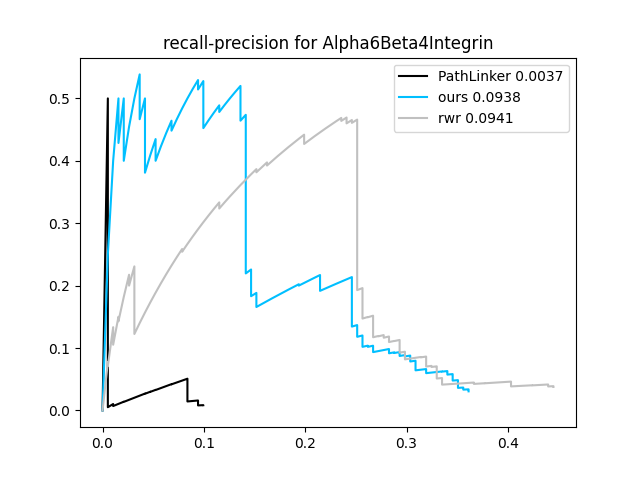 recall-precision for Alpha6Beta4Integrin
PathLinker 0.0037
ours 0.0938
rwr 0.0941
0.5
0.4
0.3
0.2
0.1
0.0
0.0 0.1 0.2 0.3 0.4